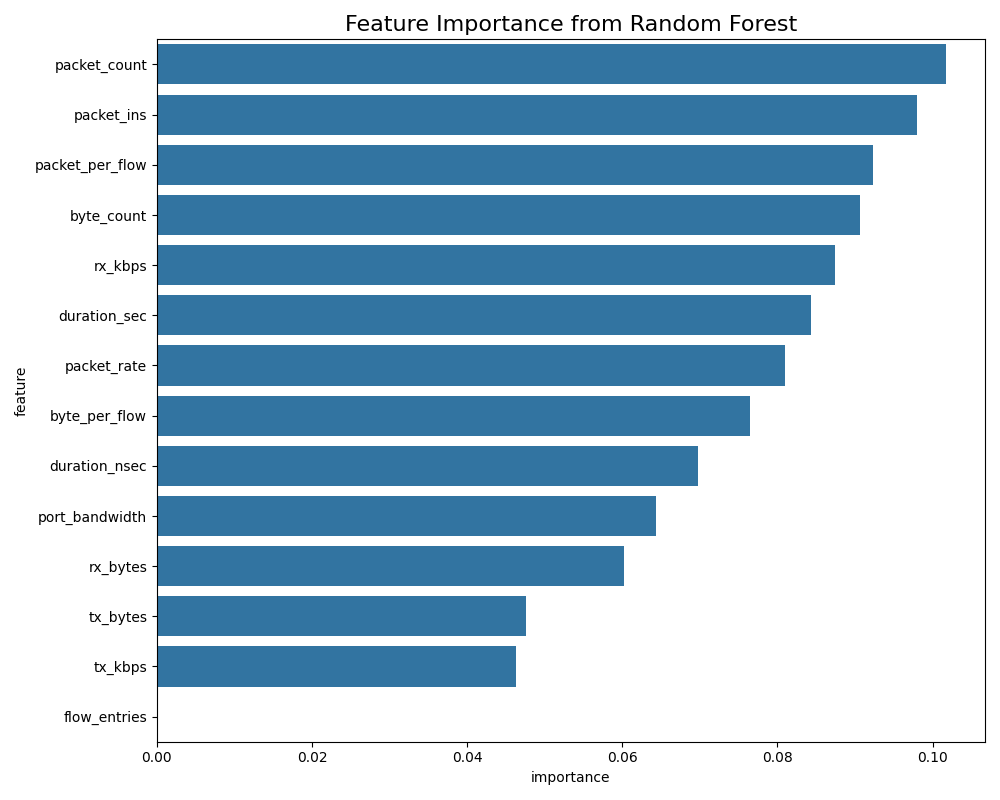 Feature Importance from Random Forest
packet_count
packet_ins
packet_per_flow
byte_count
rx_kbps
duration_sec
packet_rate
byte_per_flow
duration_nsec
port_bandwidth
rx_bytes
tx_bytes
tx_kbps
flow_entries
feature
0.00 0.02 0.04 0.06 0.08 0.10
importance